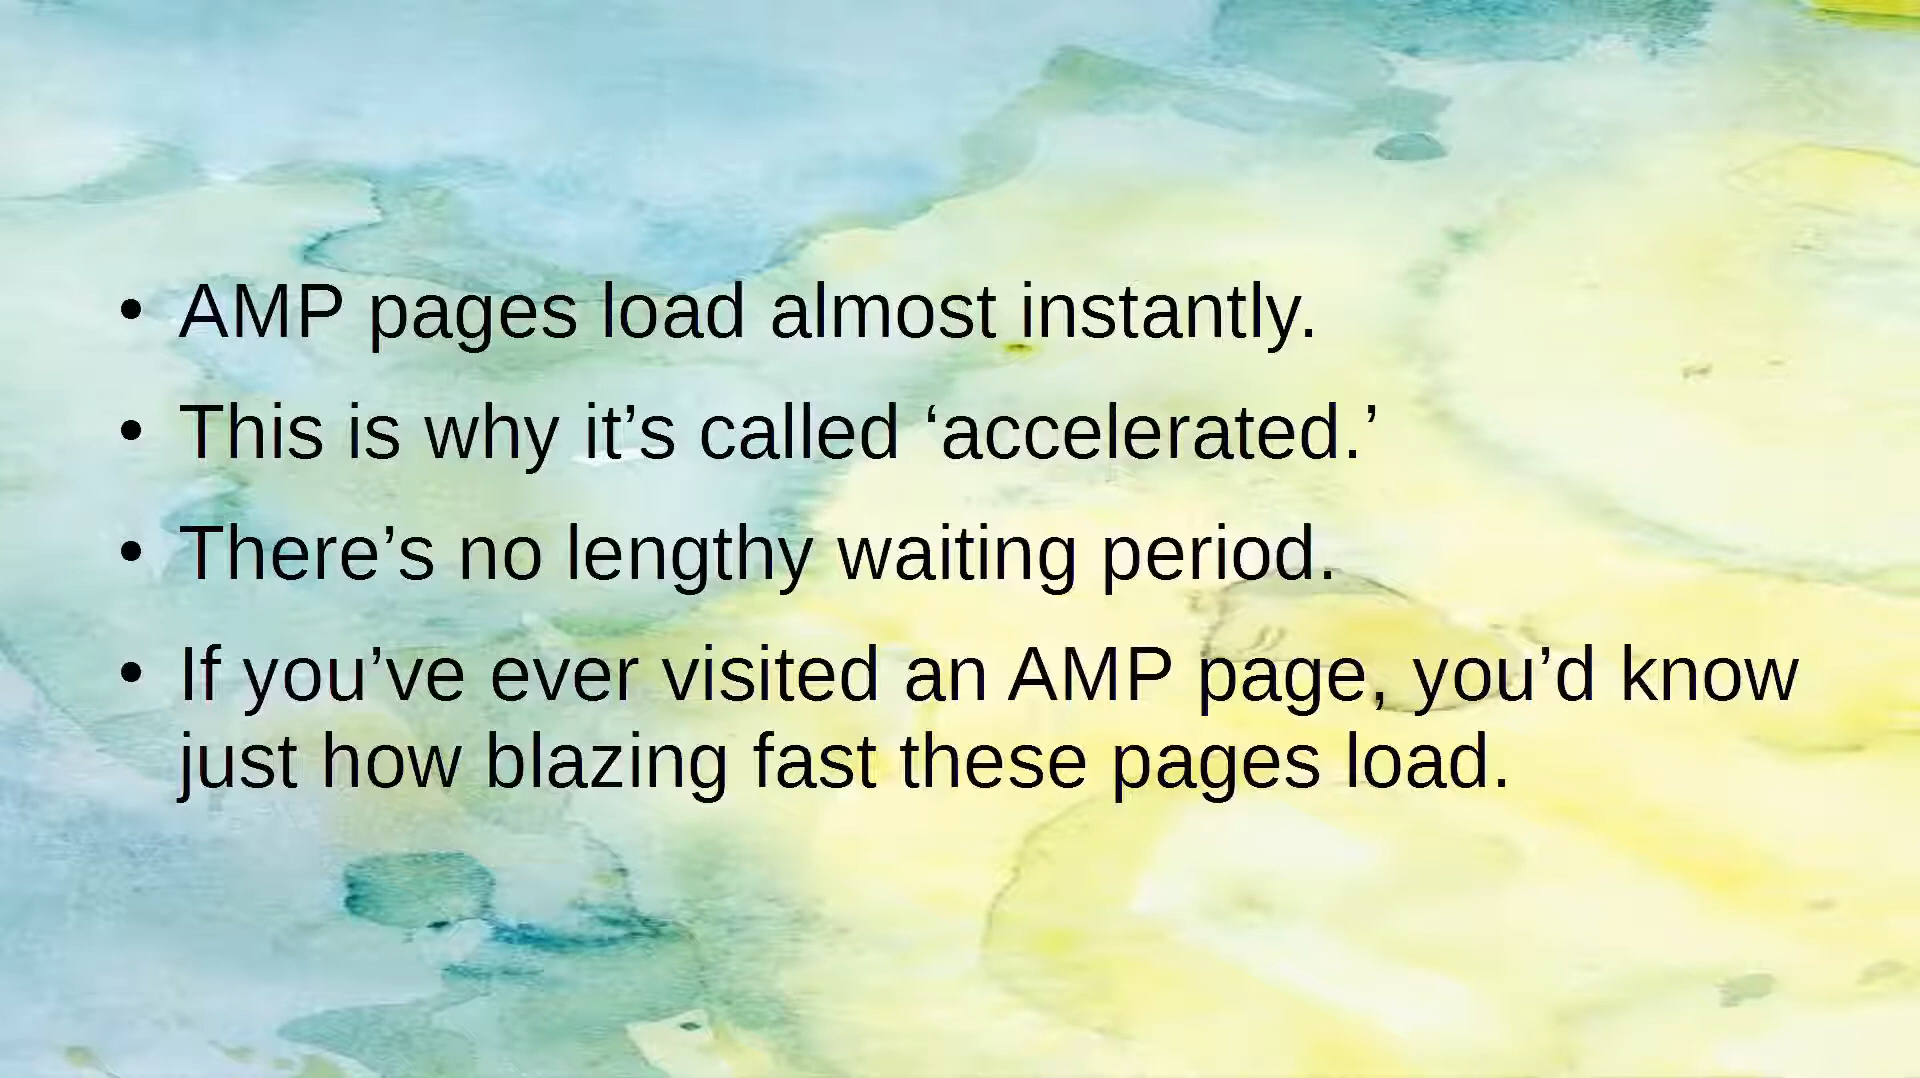 • AMP pages load almost instantly.
• This is why it’s called ‘accelerated.’
• There’s no lengthy waiting period.
• If you’ve ever visited an AMP page, you’d know
just how blazing fast these pages load.